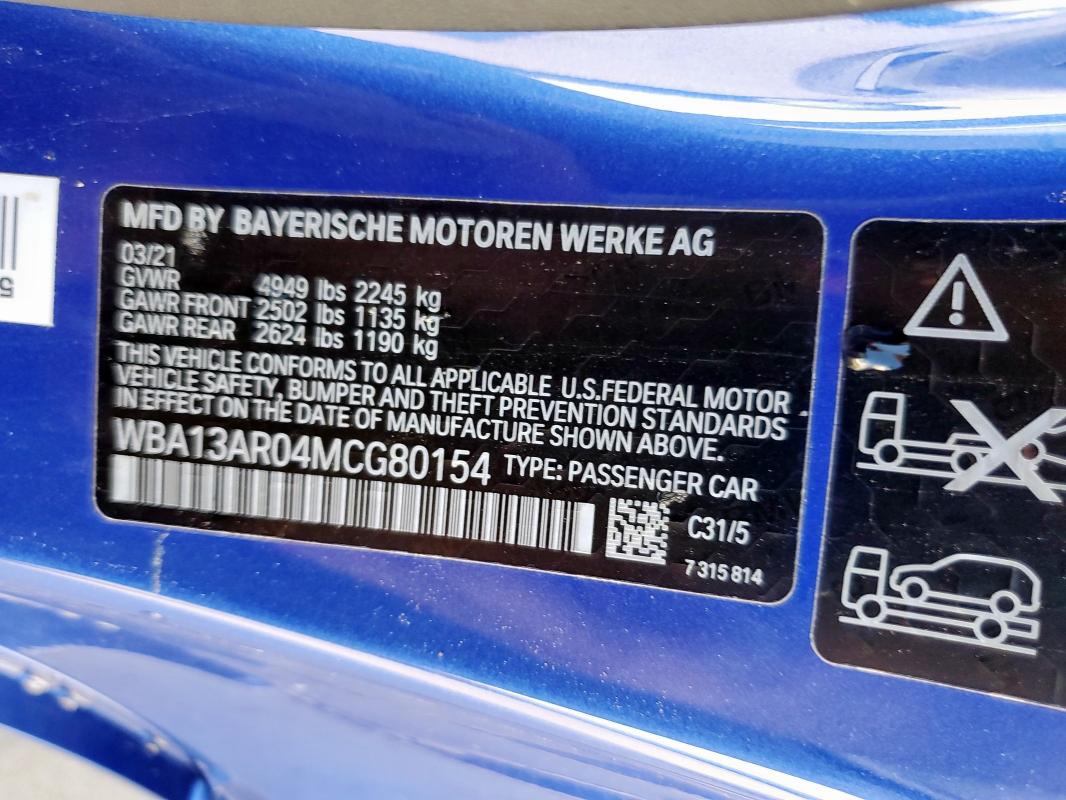 MFD BY BAYERISCHE MOTOREN WERKE AG
03/21
GVWR 4949 lbs 2245 kg
GAWR FRONT 2502 lbs 1135 kg
GAWR REAR 2624 lbs 1190 kg
THIS VEHICLE CONFORMS TO ALL APPLICABLE U.S.FEDERAL MOTOR
VEHICLE SAFETY, BUMPER AND THEFT PREVENTION STANDARDS
IN EFFECT ON THE DATE OF MANUFACTURE SHOWN ABOVE.
WBA13AR04MCG80154 TYPE: PASSENGER CAR
C31/5
7 315 814
5